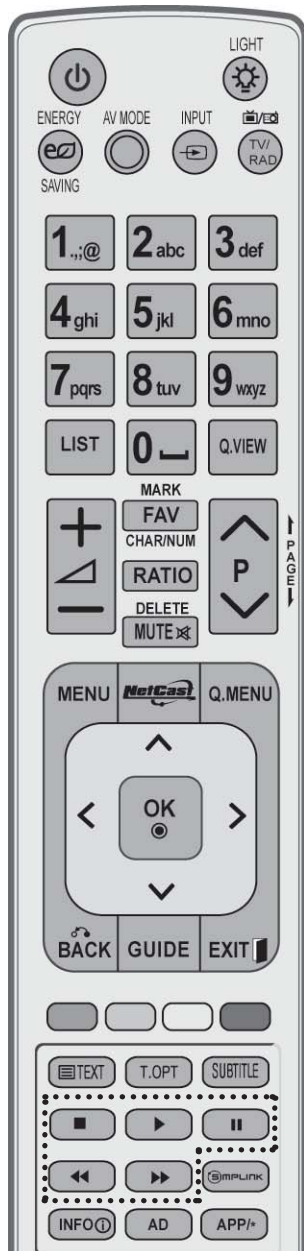 LIGHT
ENERGY AV MODE INPUT
TV/
RAD
SAVING
1.,;@ 2abc 3def
4ghi 5jkl 6mno
7pqrs 8tuv 9wxyz
LIST 0 Q.VIEW
MARK
FAV
CHAR/NUM
RATIO P PAGE
DELETE
MUTE
MENU NetCast Q.MENU
OK
BACK GUIDE EXIT
TEXT T.OPT SUBTITLE
SIMPLINK
INFO AD APP/*